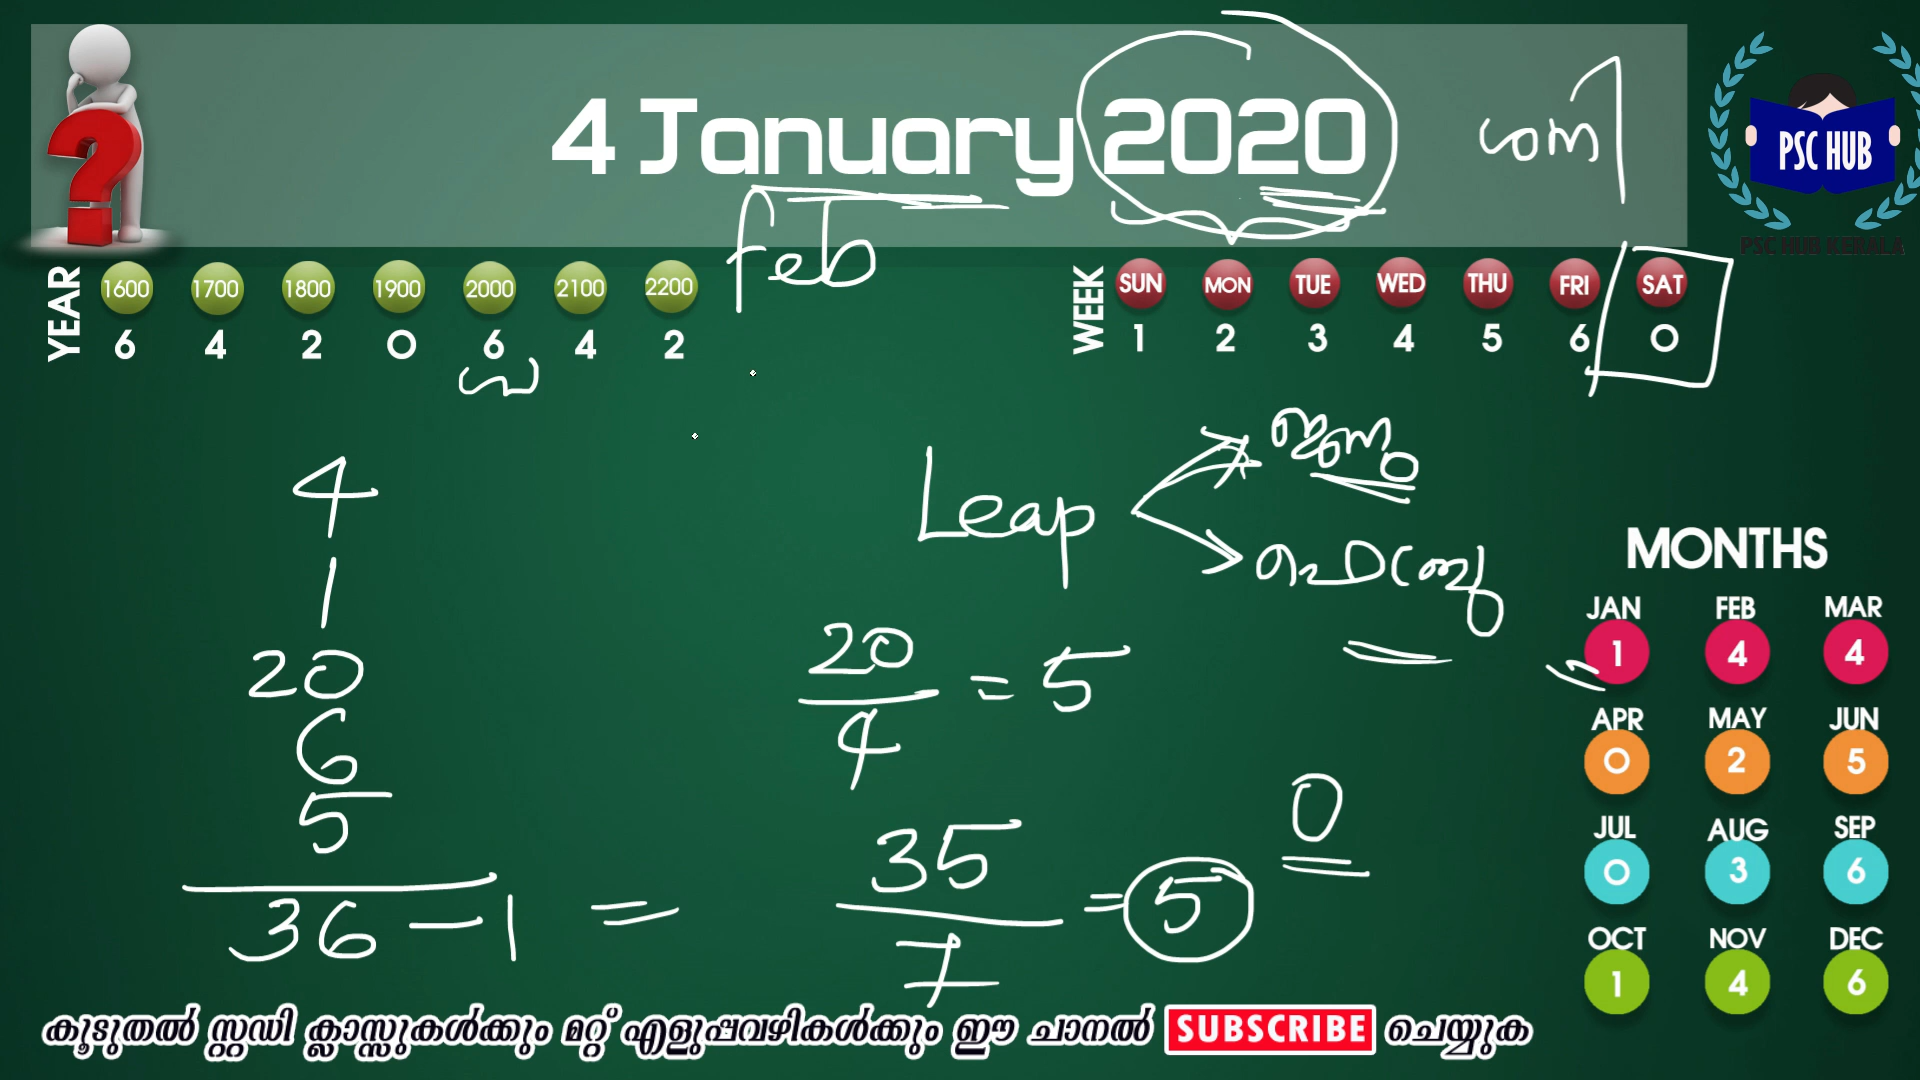 4 January 2020
ശനി
PSC HUB
PSC HUB KERALA
feb
YEAR
1600 1700 1800 1900 2000 2100 2200
6 4 2 0 6 4 2
WEEK
SUN MON TUE WED THU FRI SAT
1 2 3 4 5 6 0
4
1
20
6
5
36 - 1 =
Leap
20
4
= 5
35
7
= 5
0
MONTHS
JAN FEB MAR
1 4 4
APR MAY JUN
0 2 5
JUL AUG SEP
0 3 6
OCT NOV DEC
1 4 6
കൂടുതൽ സ്റ്റഡി ക്ലാസ്സുകൾക്കും മറ്റ് എളുപ്പവഴികൾക്കും ഈ ചാനൽ SUBSCRIBE ചെയ്യുക